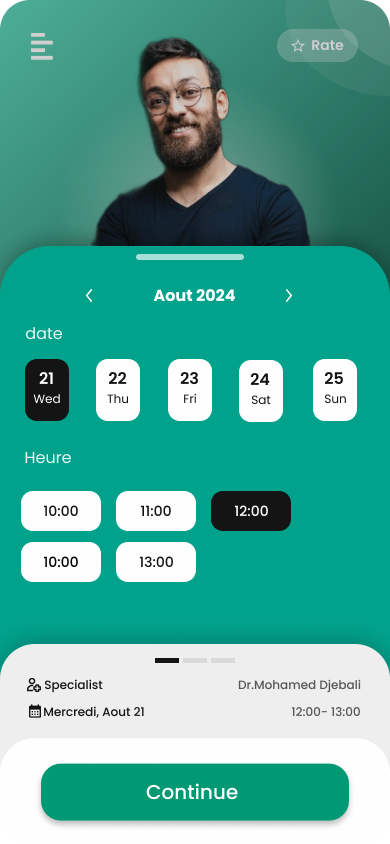 Rate
Aout 2024
date
21 22 23 24 25
Wed Thu Fri Sat Sun
Heure
10:00 11:00 12:00
10:00 13:00
Specialist Dr.Mohamed Djebali
Mercredi, Aout 21 12:00- 13:00
Continue